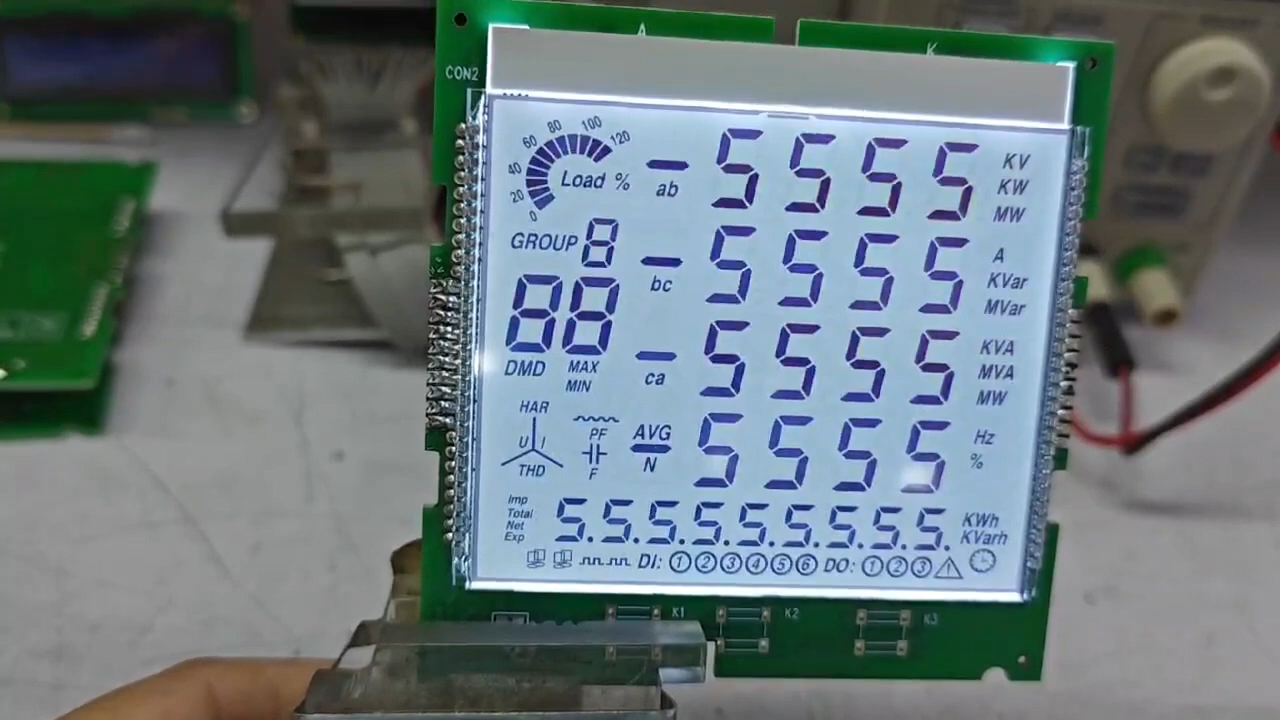 A
K
CON2
0 20 40 60 80 100 120
Load %
ab
5555
KV
KW
MW
GROUP 8
bc
5555
A
KVar
MVar
88
DMD
MAX
MIN
ca
5555
KVA
MVA
MW
HAR
U I
THD
PF
F
AVG
N
5555
Hz
%
Imp
Total
Net
Exp
5.5.5.5.5.5.5.5.5.
KWh
KVarh
DI: 1 2 3 4 5 6 DO: 1 2 3 !
K1
K2
K3